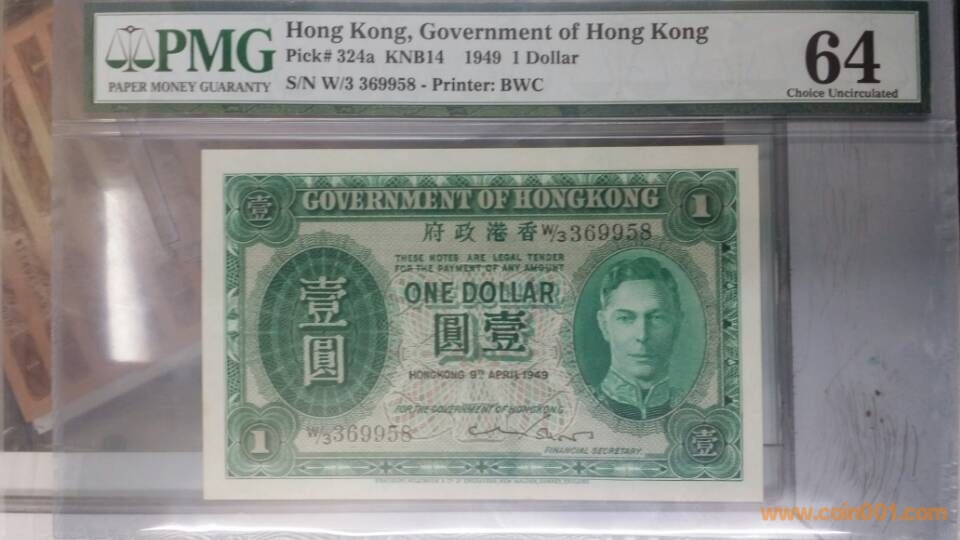 PMG
PAPER MONEY GUARANTY
Hong Kong, Government of Hong Kong
Pick# 324a KNB14 1949 1 Dollar
S/N W/3 369958 - Printer: BWC
64
Choice Uncirculated
壹
GOVERNMENT OF HONGKONG
1
府政港香
W/3 369958
THESE NOTES ARE LEGAL TENDER
FOR THE PAYMENT OF ANY AMOUNT
ONE DOLLAR
圓壹
壹圓
HONGKONG 9TH APRIL 1949
FOR THE GOVERNMENT OF HONGKONG
W/3 369958
FINANCIAL SECRETARY.
1
壹
www.coin001.com